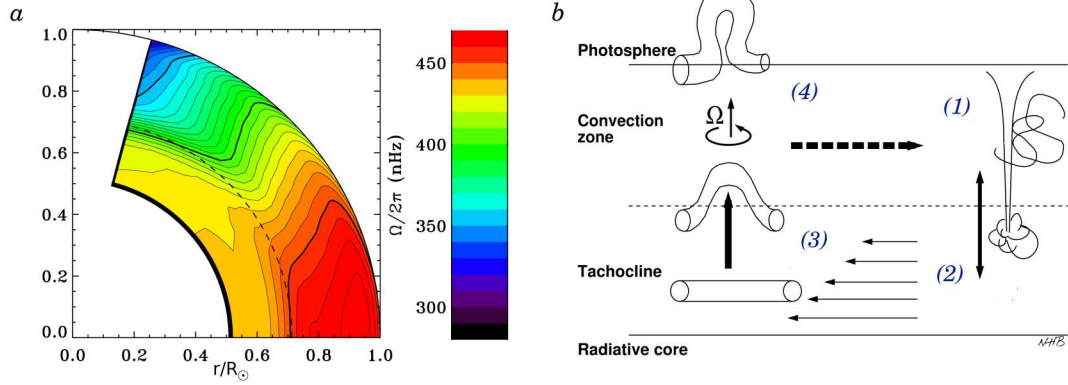 a
1.0
0.8
0.6
0.4
0.2
0.0
0.0 0.2 0.4 0.6 0.8 1.0
r/R☉
450
400
350
300
Ω/2π (nHz)
b
Photosphere
(4)
(1)
Convection
zone
Ω
(3)
(2)
Tachocline
Radiative core
NHB